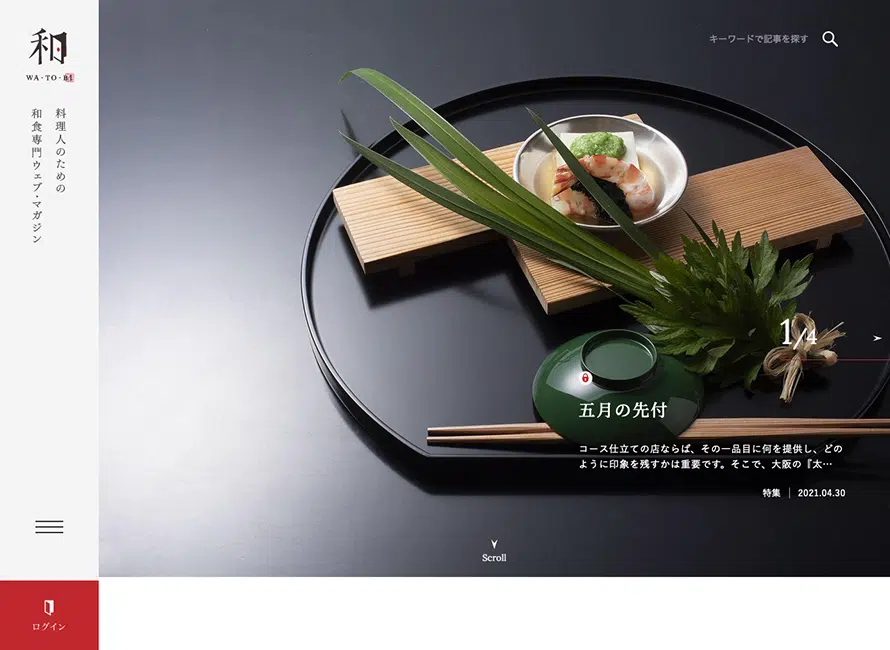 和
WA・TO・BI
料理人のための
和食専門ウェブ・マガジン
キーワードで記事を探す
1/4
五月の先付
コース仕立ての店ならば、その一品目に何を提供し、どの
ように印象を残すかは重要です。そこで、大阪の『太…
特集 | 2021.04.30
Scroll
ログイン